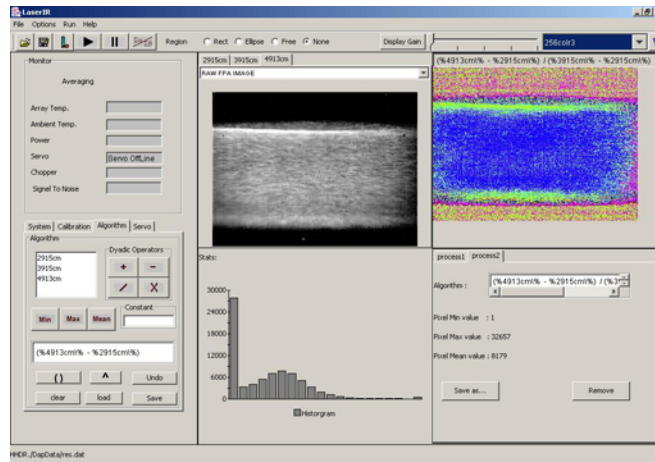 LaserIR
File Options Run Help
Region Rect Ellipse Free None Display Gain 256colr3
Monitor
Averaging
Array Temp.
Ambient Temp.
Power
Servo Servo OffLine
Chopper
Signel To Noise
System Calibration Algorithm Servo
Algorithm
2915cm
3915cm
4913cm
Dyadic Operators
+ -
/ X
Min Max Mean
Constant
(%4913cm\% - %2915cm\%)
( ) ^ Undo
clear load Save
2915cm 3915cm 4913cm
RAW FPA IMAGE
Stats:
30000
24000
18000
12000
6000
0
Historgram
(%4913cm\% - %2915cm\%) / (%3915cm\% - %2915cm\%)
process1 process2
Algorithm : (%4913cm\% - %2915cm\%) / (%3
Pixel Min value : 1
Pixel Max value : 32657
Pixel Mean value : 8179
Save as... Remove
HHDR../DapData/res.dat